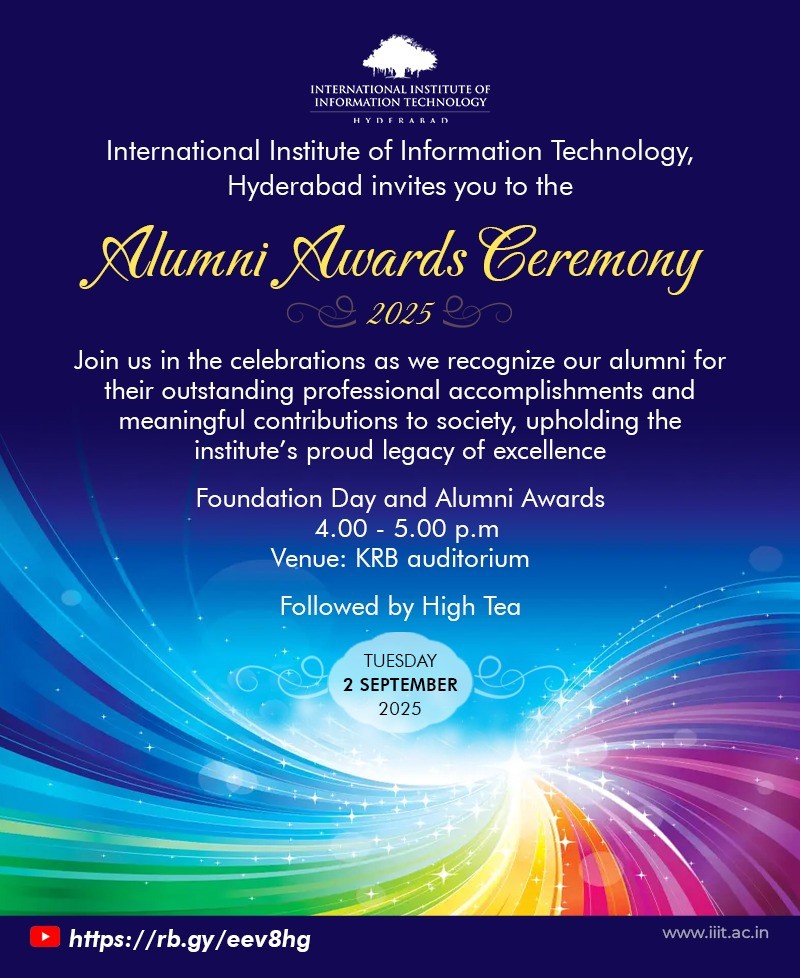 INTERNATIONAL INSTITUTE OF
INFORMATION TECHNOLOGY
HYDERABAD
International Institute of Information Technology,
Hyderabad invites you to the
Alumni Awards Ceremony
2025
Join us in the celebrations as we recognize our alumni for
their outstanding professional accomplishments and
meaningful contributions to society, upholding the
institute’s proud legacy of excellence
Foundation Day and Alumni Awards
4.00 - 5.00 p.m
Venue: KRB auditorium
Followed by High Tea
TUESDAY
2 SEPTEMBER
2025
https://rb.gy/eev8hg
www.iiit.ac.in